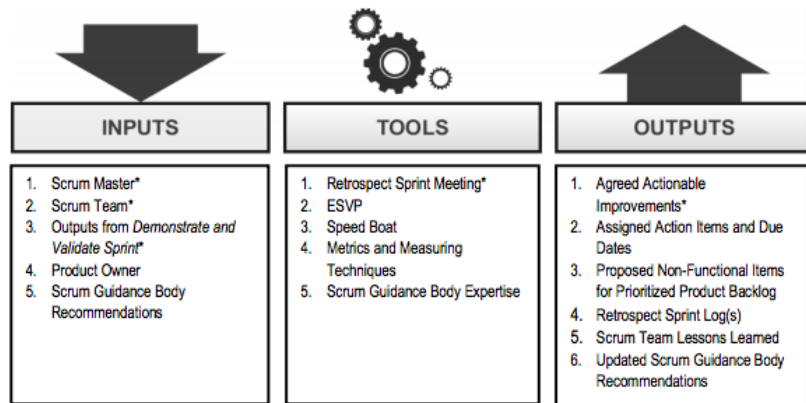 INPUTS
1. Scrum Master*
2. Scrum Team*
3. Outputs from Demonstrate and
Validate Sprint*
4. Product Owner
5. Scrum Guidance Body
Recommendations
TOOLS
1. Retrospect Sprint Meeting*
2. ESVP
3. Speed Boat
4. Metrics and Measuring
Techniques
5. Scrum Guidance Body Expertise
OUTPUTS
1. Agreed Actionable
Improvements*
2. Assigned Action Items and Due
Dates
3. Proposed Non-Functional Items
for Prioritized Product Backlog
4. Retrospect Sprint Log(s)
5. Scrum Team Lessons Learned
6. Updated Scrum Guidance Body
Recommendations